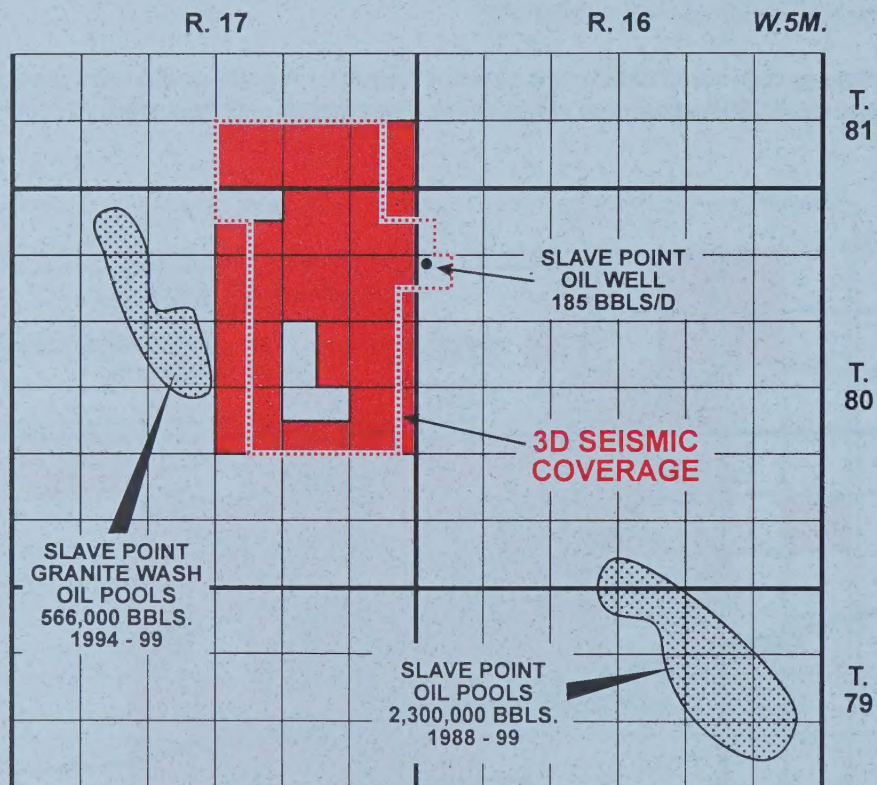 R. 17
R. 16
W.5M.
T.
81
SLAVE POINT
OIL WELL
185 BBLS/D
T.
80
3D SEISMIC
COVERAGE
SLAVE POINT
GRANITE WASH
OIL POOLS
566,000 BBLS.
1994 - 99
SLAVE POINT
OIL POOLS
2,300,000 BBLS.
1988 - 99
T.
79